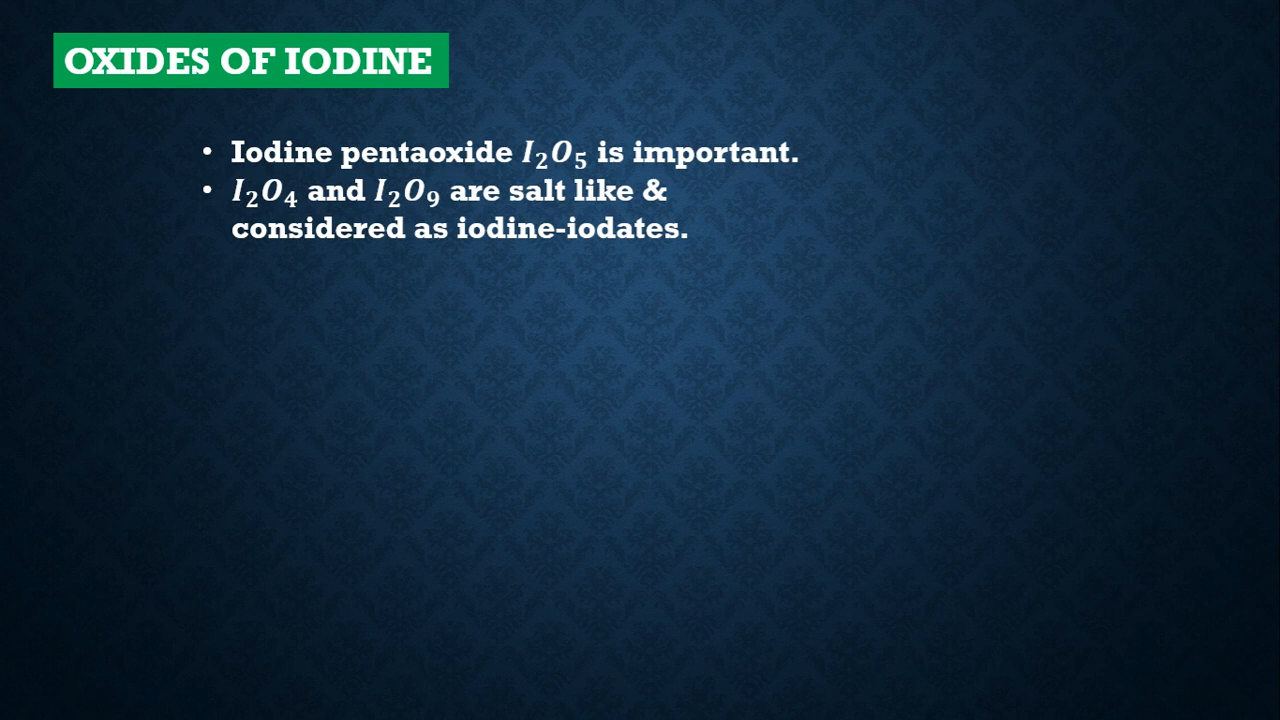 OXIDES OF IODINE
• Iodine pentaoxide I₂O₅ is important.
• I₂O₄ and I₂O₉ are salt like &
considered as iodine-iodates.